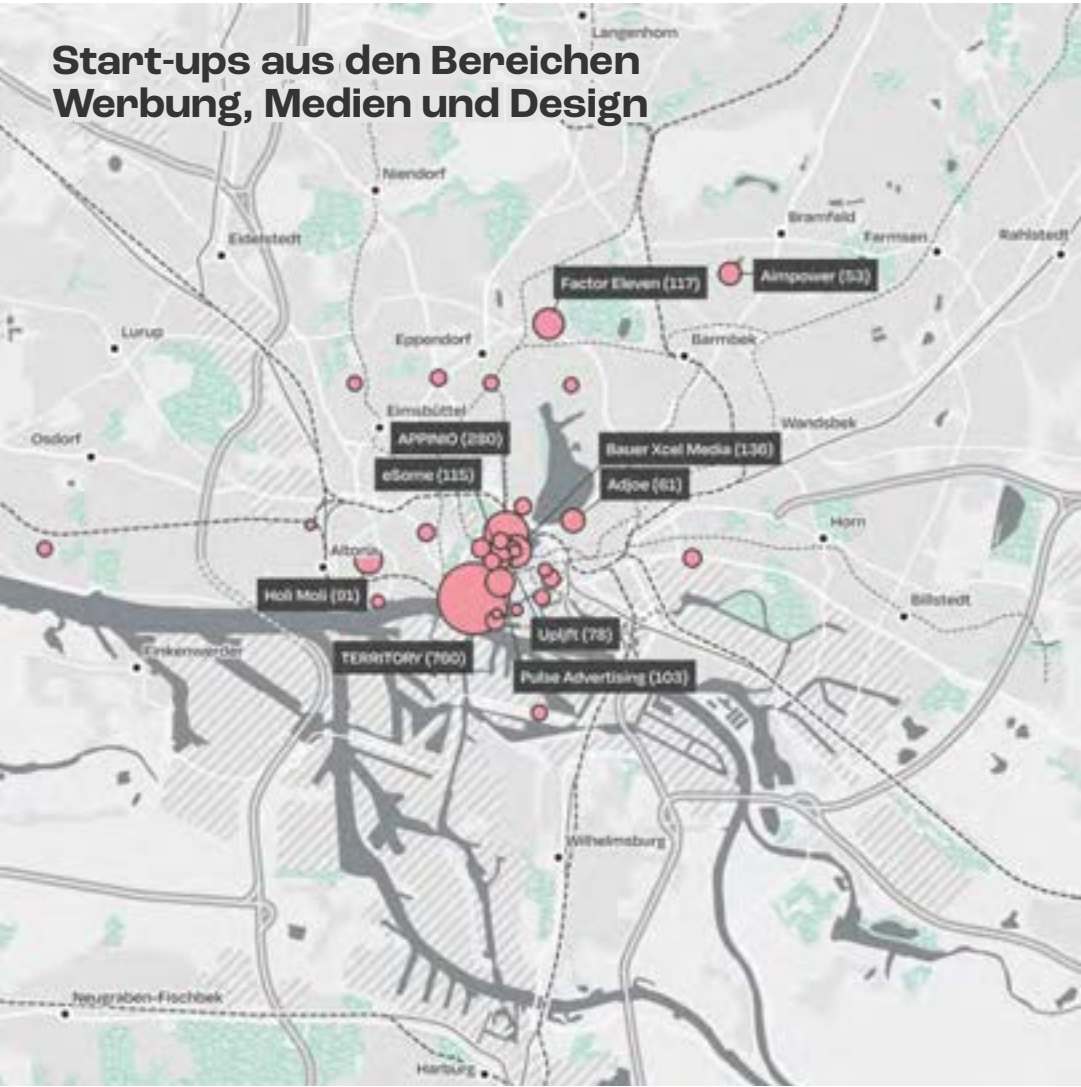 Start-ups aus den Bereichen
Werbung, Medien und Design
Langenhorn
Niendorf
Bramfeld
Eidelstedt
Farmsen
Rahlstedt
Factor Eleven (117)
Aimpower (53)
Lurup
Eppendorf
Barmbek
Eimsbüttel
Wandsbek
Osdorf
APPINIO (280)
Bauer Xcel Media (136)
eSome (115)
Adjoe (61)
Horn
Altona
Holi Moli (91)
Billstedt
Uplift (78)
Finkenwerder
TERRITORY (760)
Pulse Advertising (103)
Wilhelmsburg
Neugraben-Fischbek
Harburg